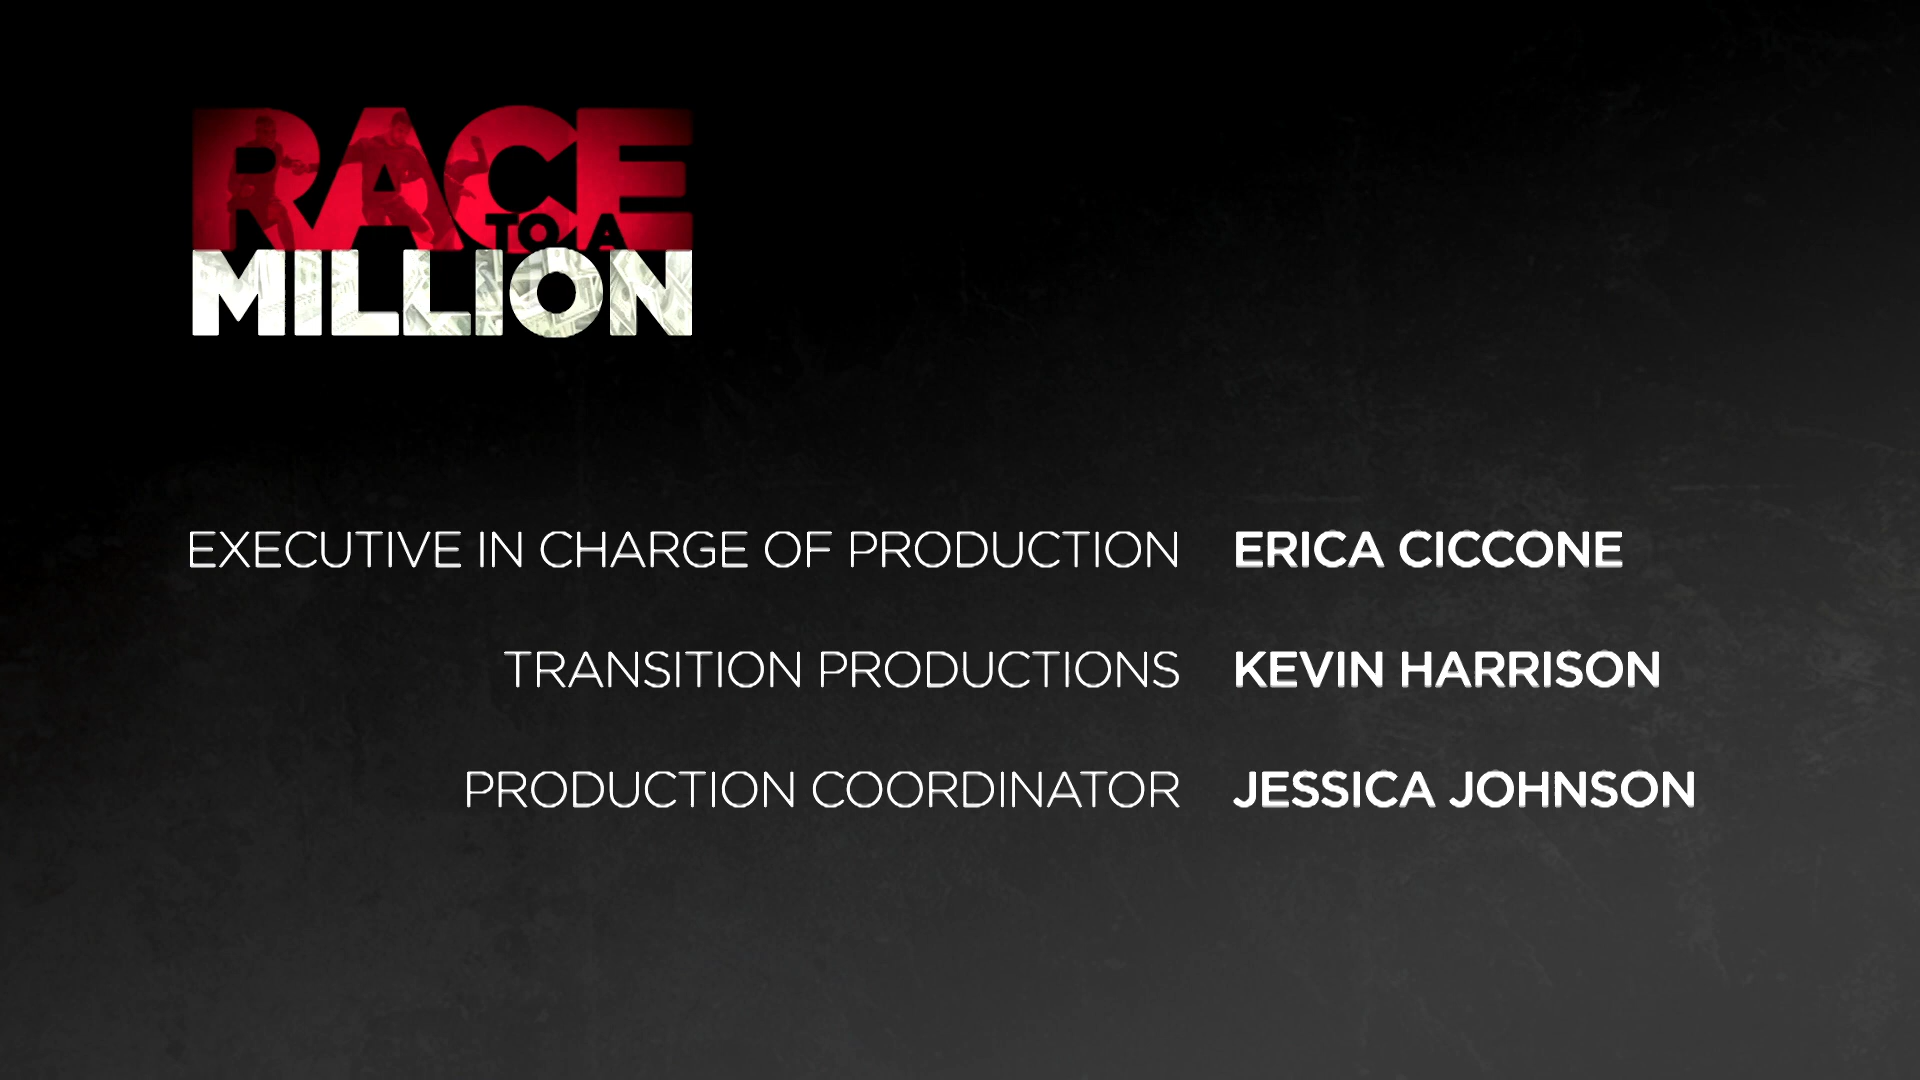 RACE
TO A
MILLION
EXECUTIVE IN CHARGE OF PRODUCTION ERICA CICCONE
TRANSITION PRODUCTIONS KEVIN HARRISON
PRODUCTION COORDINATOR JESSICA JOHNSON